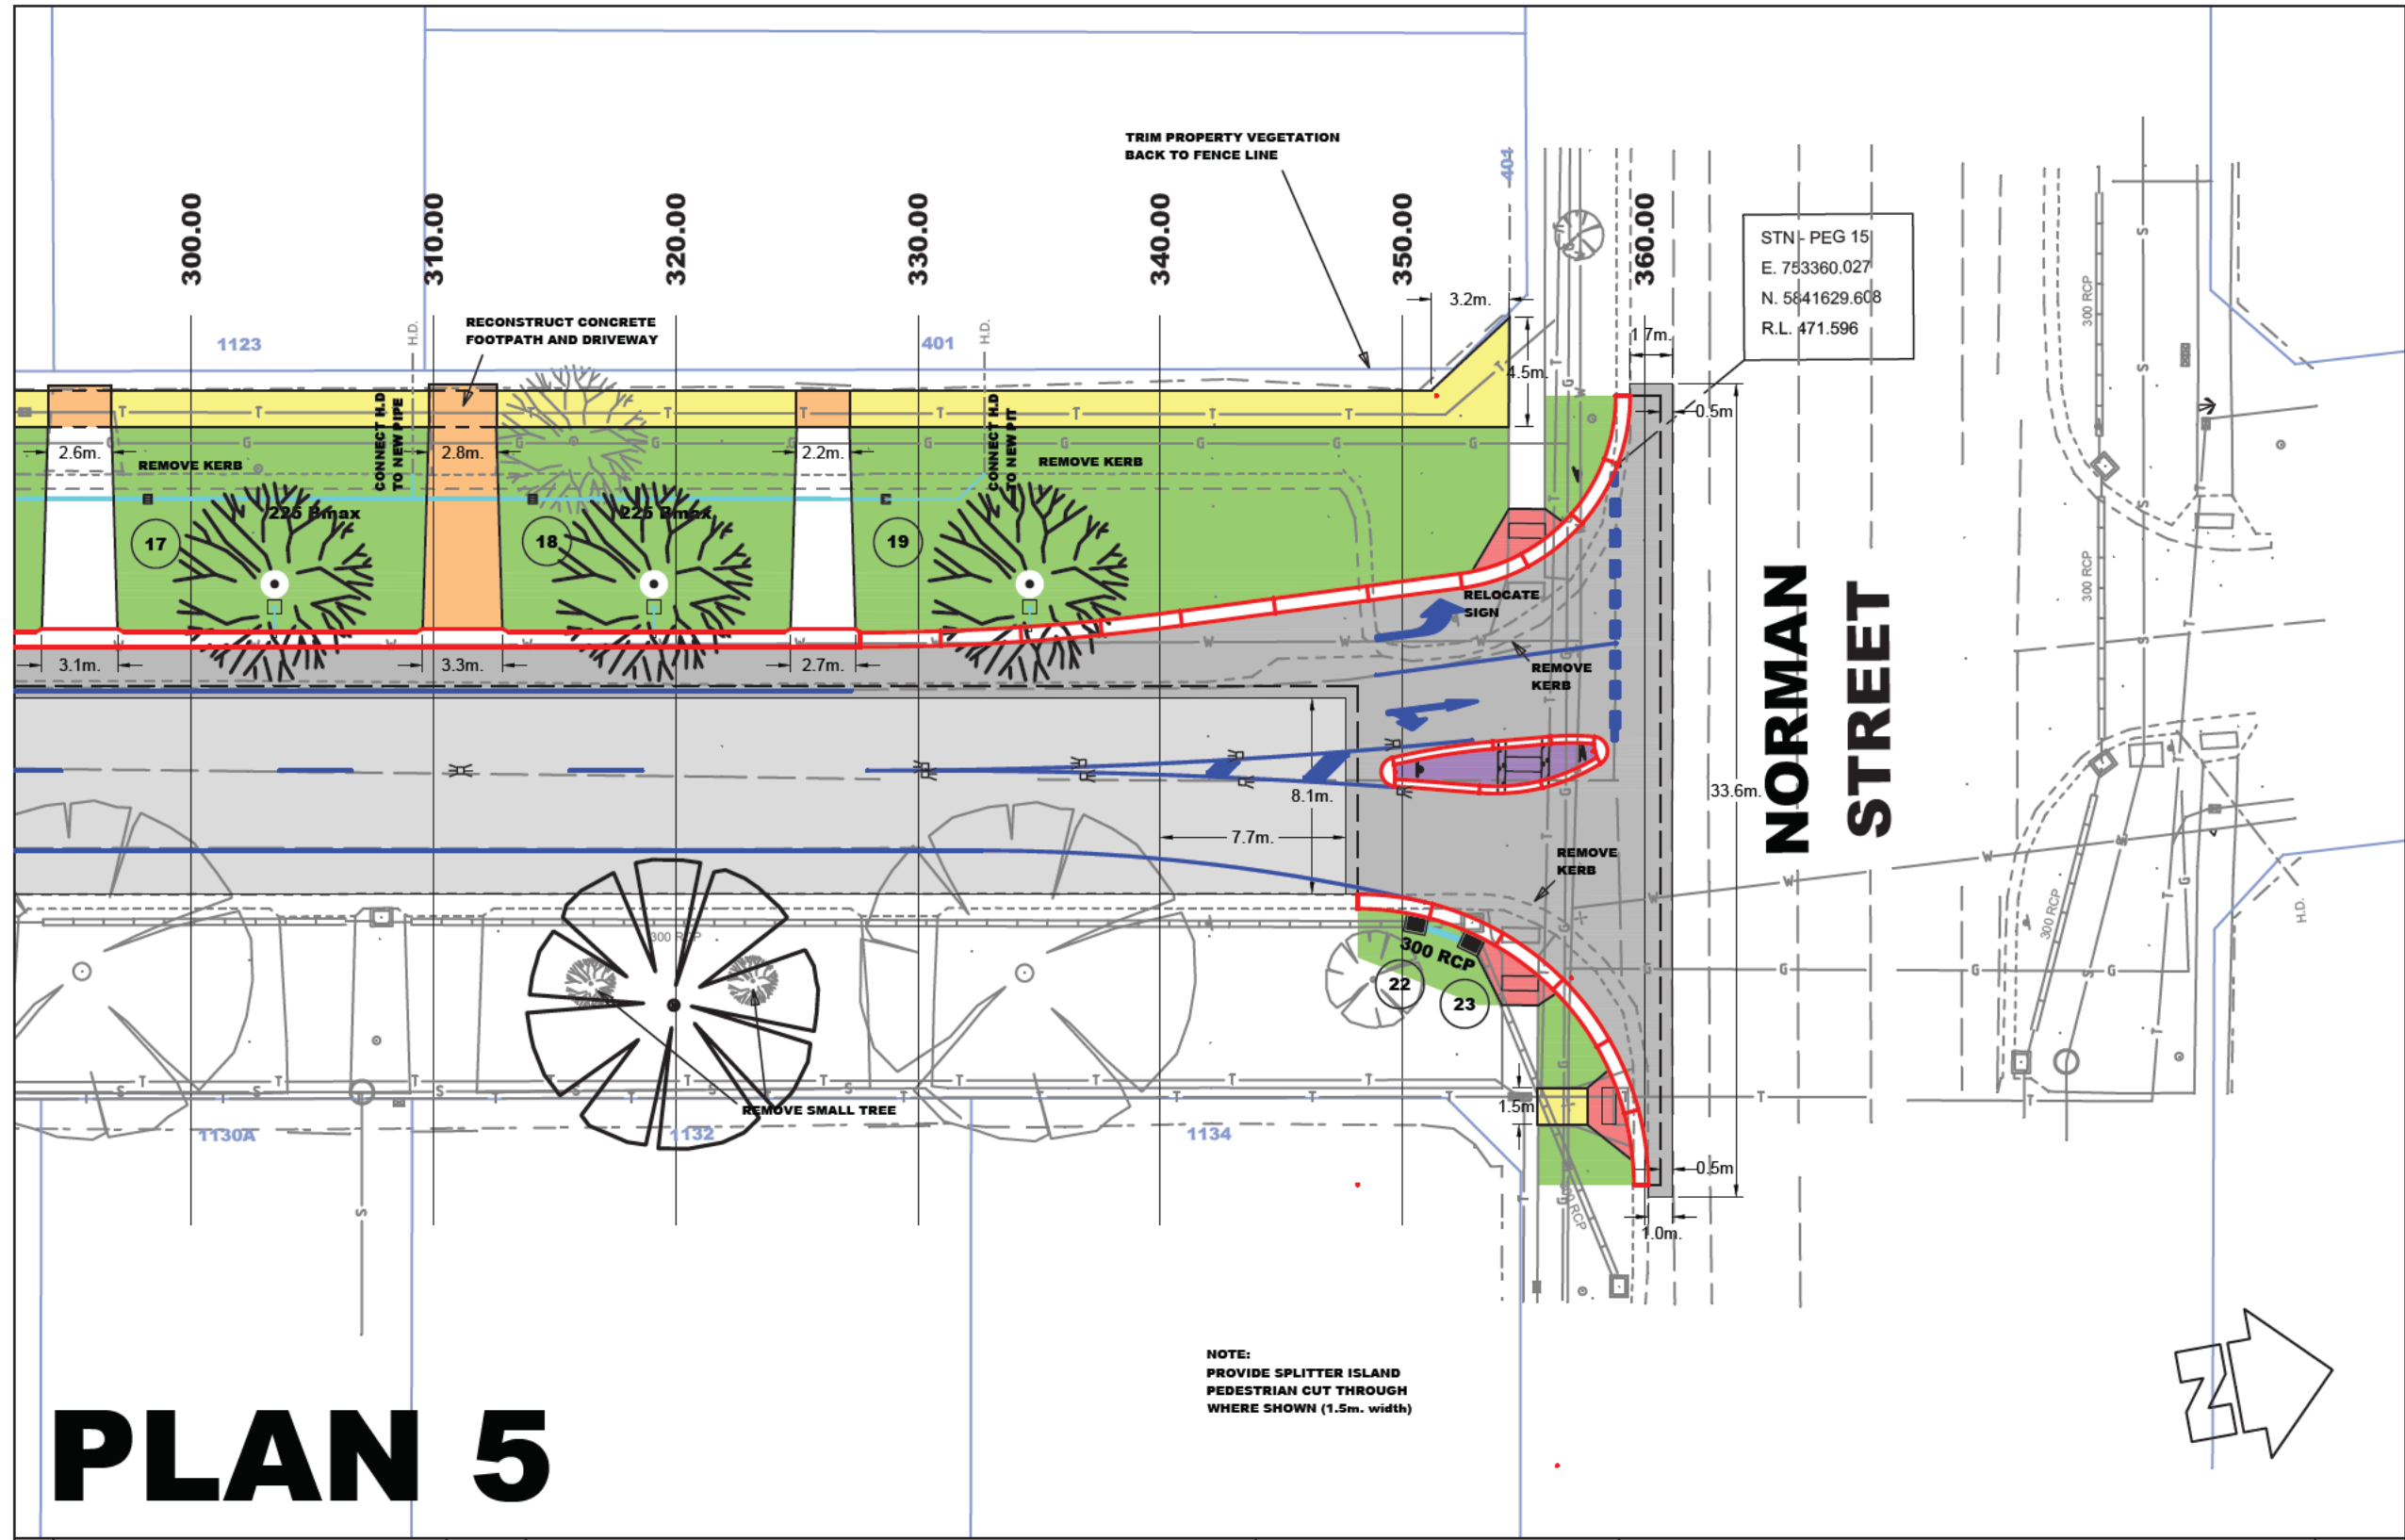 TRIM PROPERTY VEGETATION
BACK TO FENCE LINE
401
300.00
310.00
320.00
330.00
340.00
350.00
360.00
STN - PEG 15
E. 753360.027
N. 5841629.608
R.L. 471.596
3.2m.
1.7m.
4.5m.
0.5m
1123
H.D.
RECONSTRUCT CONCRETE
FOOTPATH AND DRIVEWAY
401
H.D.
300 RCP
300 RCP
S
S
S
S
T
T
T
T
T
T
T
T
T
T
G
G
G
G
G
G
G
G
2.6m.
REMOVE KERB
CONNECT H.D
TO NEW PIPE
2.8m.
2.2m.
CONNECT H.D
TO NEW PIT
REMOVE KERB
17
225 Pmax
18
225 Pmax
19
RELOCATE
SIGN
REMOVE
KERB
W
W
W
W
W
W
3.1m.
3.3m.
2.7m.
NORMAN
STREET
8.1m.
7.7m.
33.6m.
REMOVE
KERB
W
W
W
W
300 RCP
300 RCP
300 RCP
22
23
G
G
G
G
H.D.
T
S
T
S
T
S
T
S
T
T
T
T
1.5m
REMOVE SMALL TREE
1130A
1132
1134
0.5m
1.0m.
S
NOTE:
PROVIDE SPLITTER ISLAND
PEDESTRIAN CUT THROUGH
WHERE SHOWN (1.5m. width)
PLAN 5
N